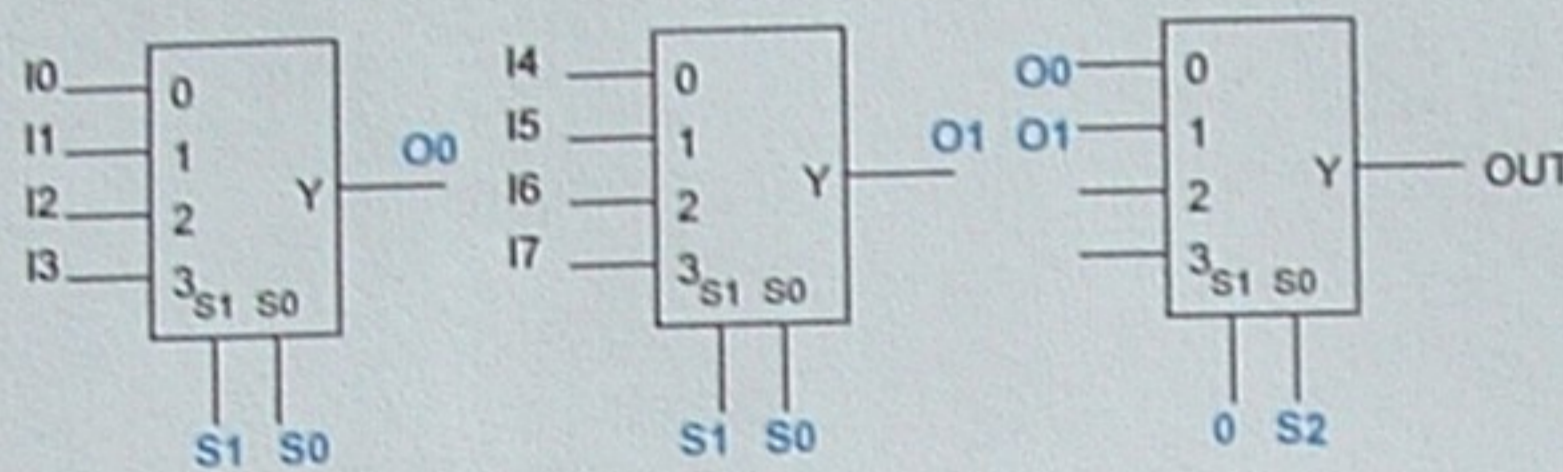 I0 0
I1 1
I2 2
I3 3
Y O0
S1 S0
S1 S0
I4 0
I5 1
I6 2
I7 3
Y O1
S1 S0
S1 S0
O0 0
O1 1
2
3
Y OUT
S1 S0
0 S2